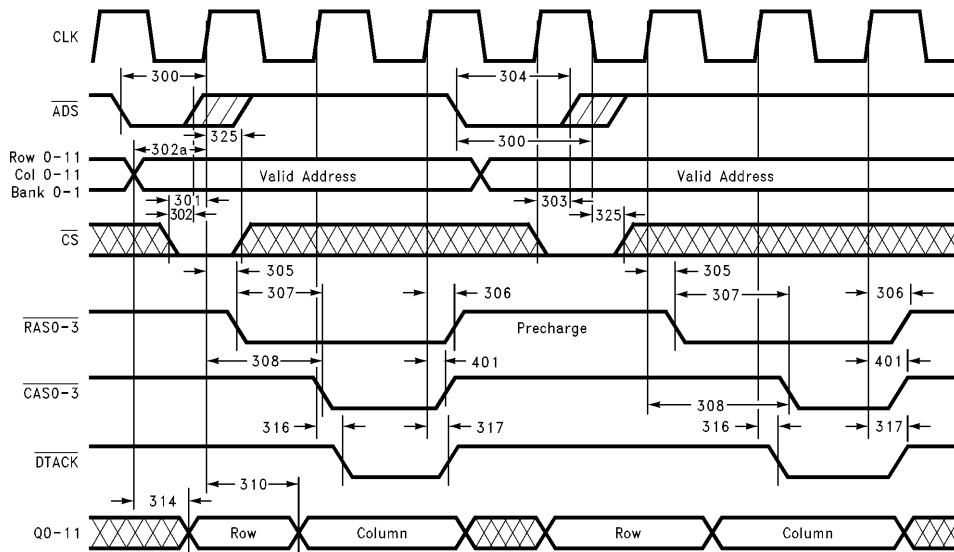 CLK
300
304
ADS
325
300
302a
Row 0-11
Col 0-11
Bank 0-1
Valid Address
Valid Address
301
302
303
325
CS
305
305
307
306
307
306
RAS0-3
Precharge
308
401
401
CAS0-3
308
316
317
316
317
DTACK
310
314
Q0-11
Row
Column
Row
Column